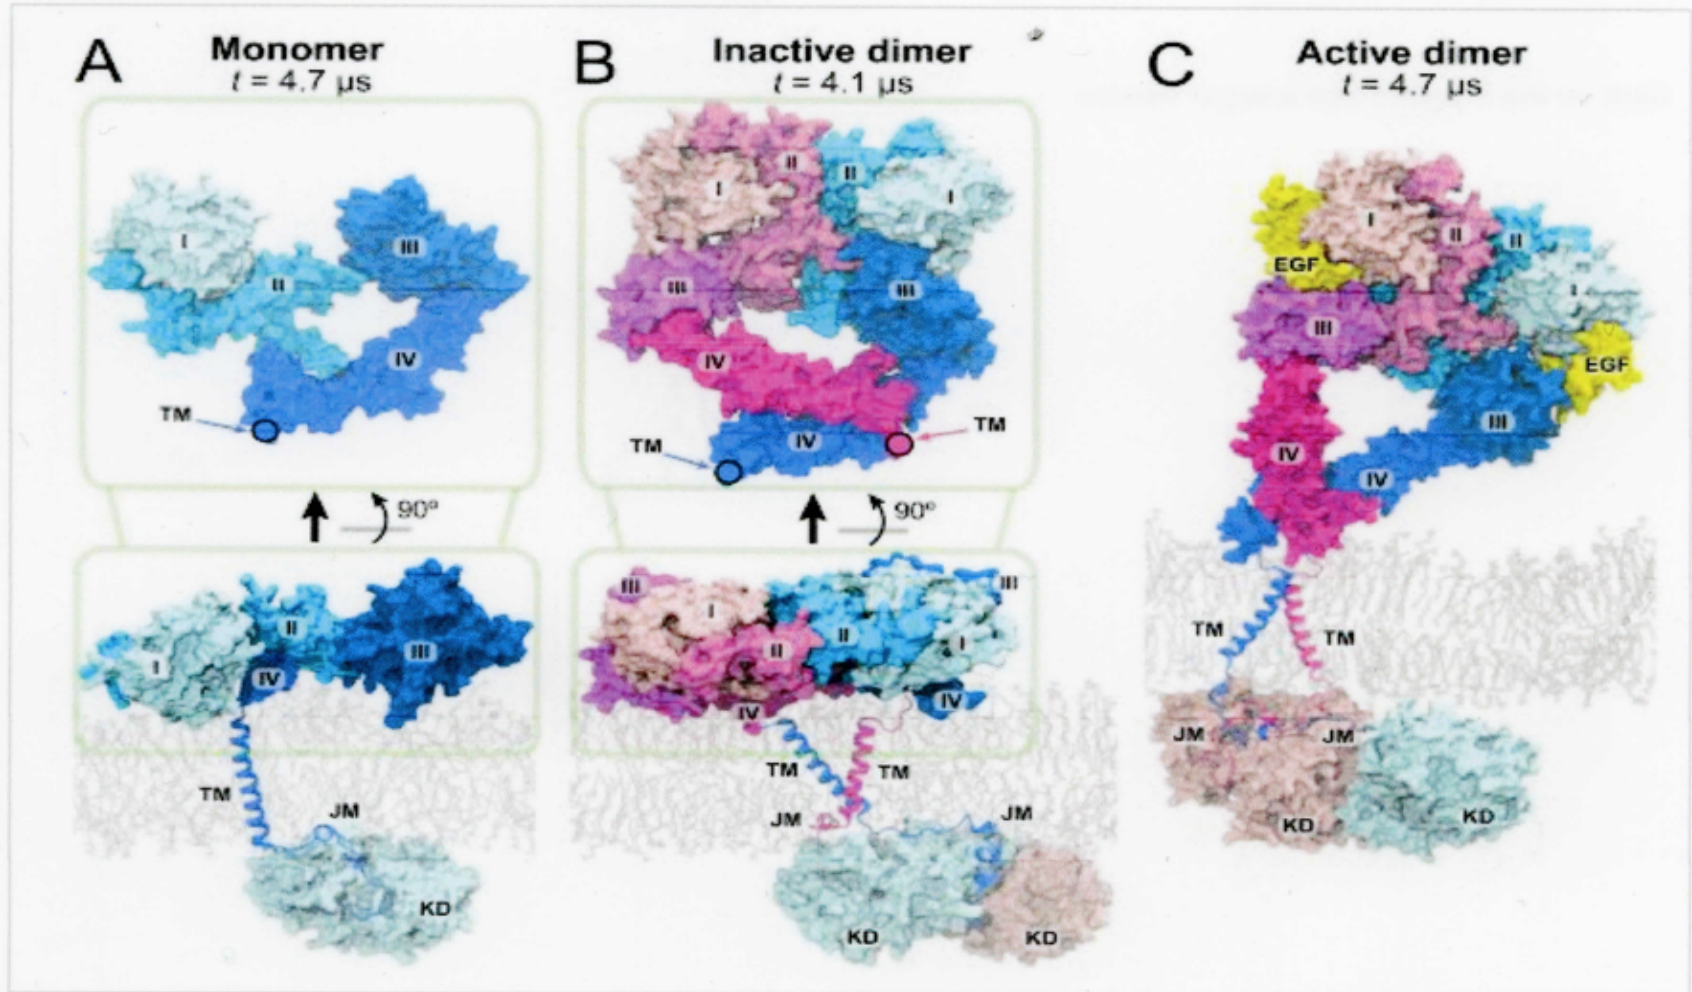 A
Monomer
t = 4.7 µs
I
II
III
IV
TM
90°
I
II
III
IV
TM
JM
KD
B
Inactive dimer
t = 4.1 µs
I
II
II
I
III
III
IV
IV
TM
TM
90°
III
I
II
II
I
III
IV
IV
TM
TM
JM
JM
KD
KD
C
Active dimer
t = 4.7 µs
I
II
II
I
EGF
III
EGF
III
IV
IV
TM
TM
JM
JM
KD
KD